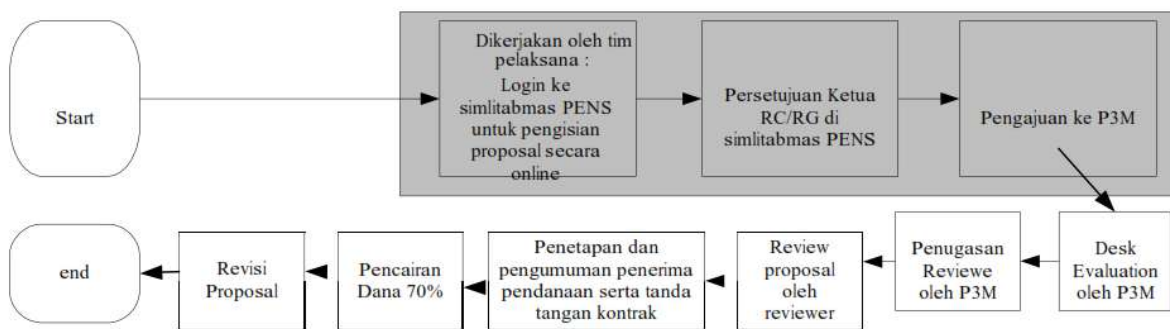 Start
Dikerjakan oleh tim
pelaksana :
Login ke
simlitabmas PENS
untuk pengisian
proposal secara
online
Persetujuan Ketua
RC/RG di
simlitabmas PENS
Pengajuan ke P3M
Desk
Evaluation
oleh P3M
Penugasan
Reviewe
oleh P3M
Review
proposal
oleh
reviewer
Penetapan dan
pengumuman penerima
pendanaan serta tanda
tangan kontrak
Pencairan
Dana 70%
Revisi
Proposal
end